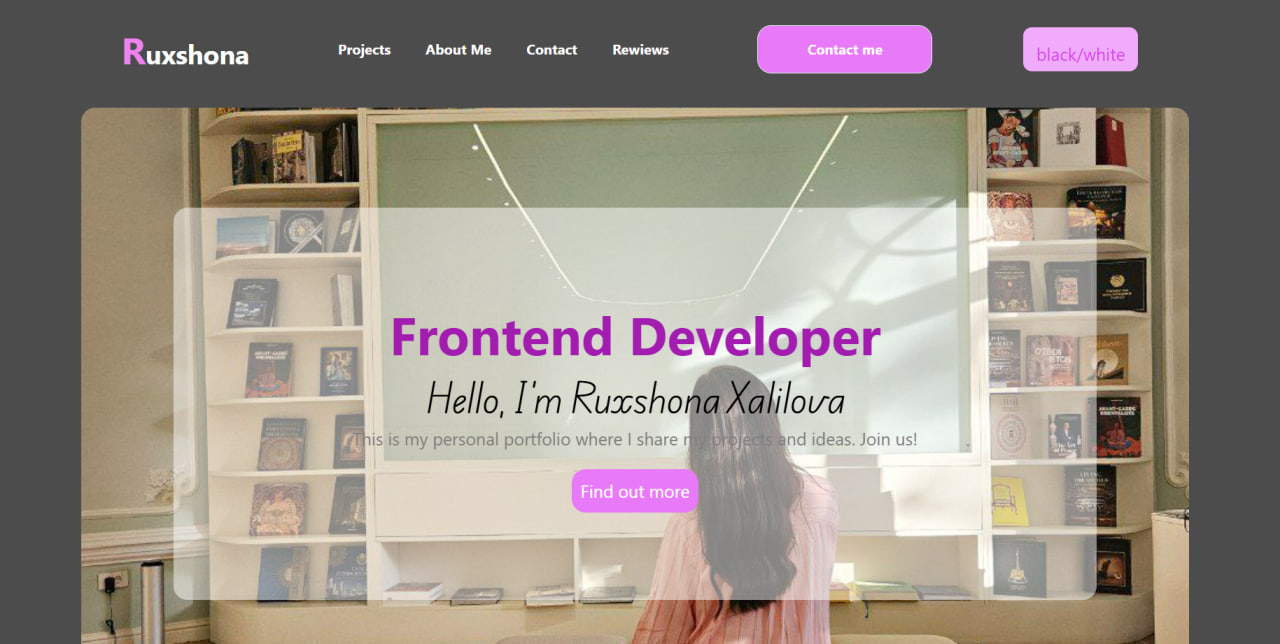 Ruxshona
Projects About Me Contact Rewiews
Contact me
black/white
Frontend Developer
Hello, I'm Ruxshona Xalilova
This is my personal portfolio where I share my projects and ideas. Join us!
Find out more